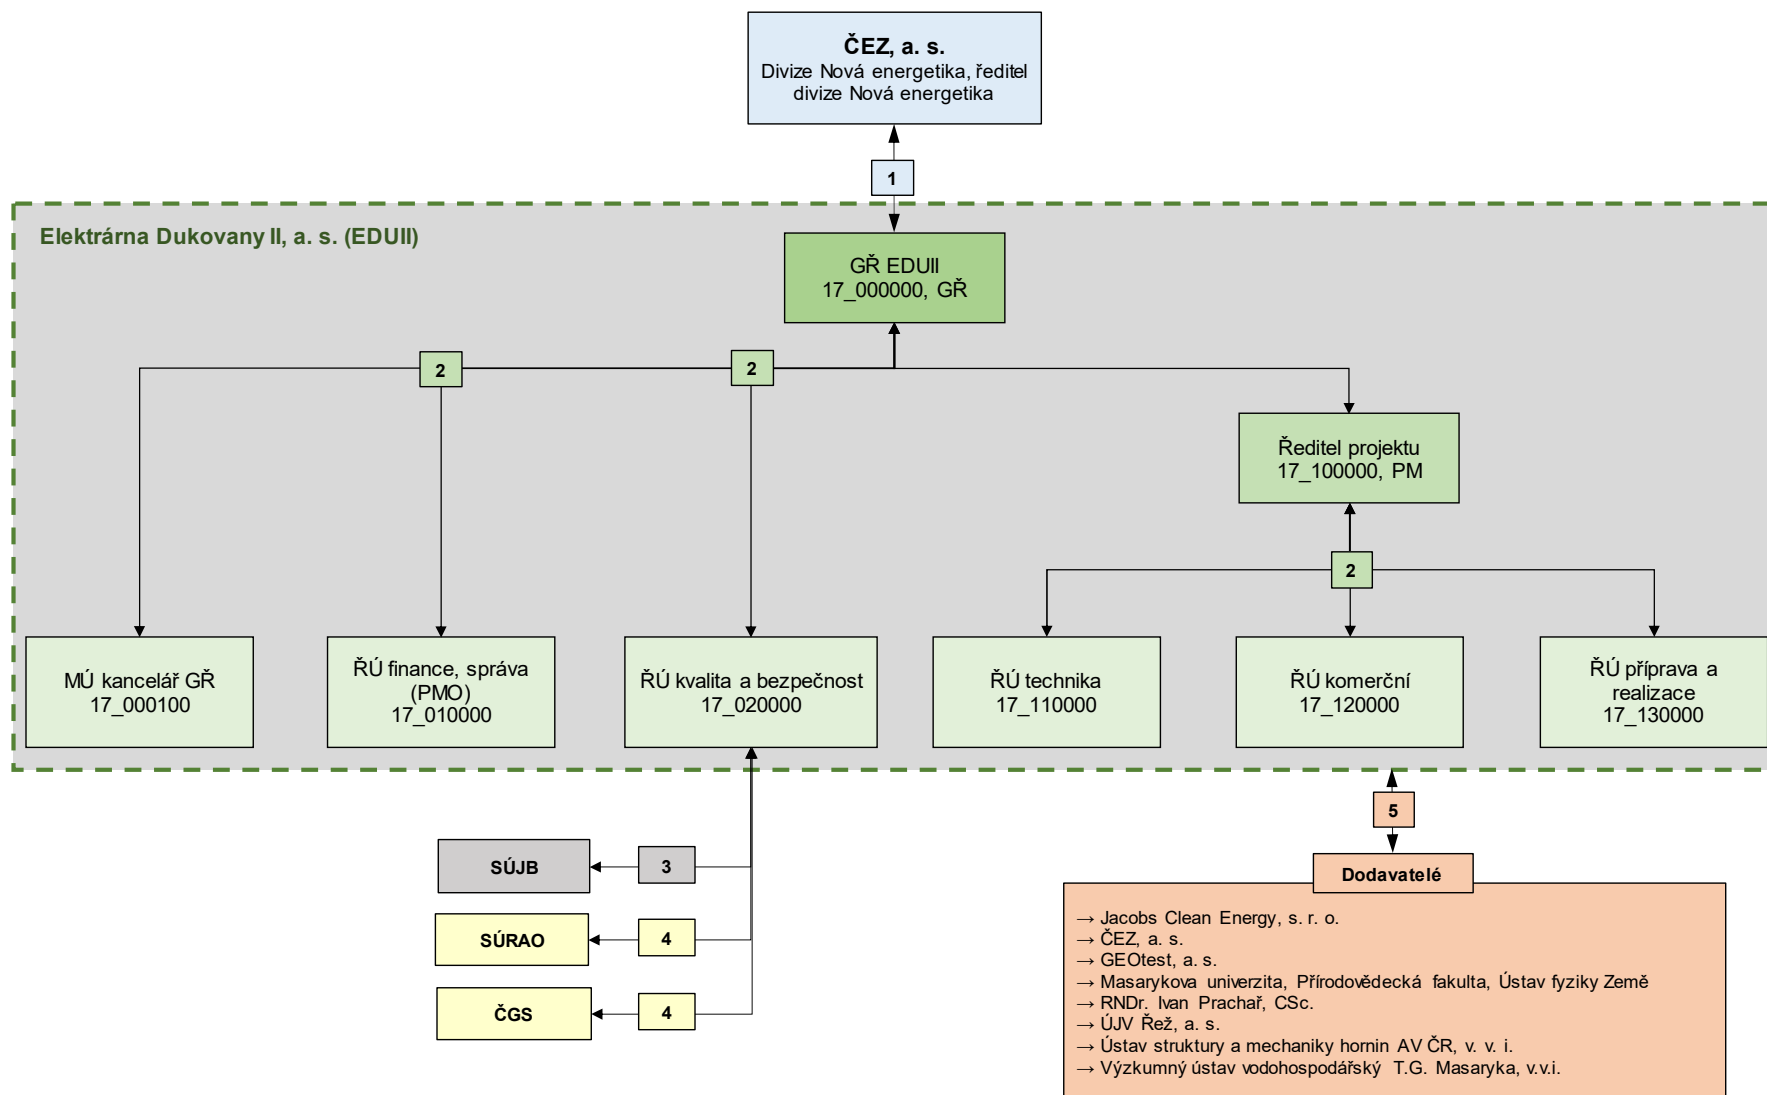 ČEZ, a. s.
Divize Nová energetika, ředitel
divize Nová energetika
1
Elektrárna Dukovany II, a. s. (EDUII)
GŘ EDUII
17_000000, GŘ
2
2
Ředitel projektu
17_100000, PM
2
MÚ kancelář GŘ
17_000100
ŘÚ finance, správa
(PMO)
17_010000
ŘÚ kvalita a bezpečnost
17_020000
ŘÚ technika
17_110000
ŘÚ komerční
17_120000
ŘÚ příprava a
realizace
17_130000
SÚJB
3
SÚRAO
4
ČGS
4
5
Dodavatelé
→ Jacobs Clean Energy, s. r. o.
→ ČEZ, a. s.
→ GEOtest, a. s.
→ Masarykova univerzita, Přírodovědecká fakulta, Ústav fyziky Země
→ RNDr. Ivan Prachař, CSc.
→ ÚJV Řež, a. s.
→ Ústav struktury a mechaniky hornin AV ČR, v. v. i.
→ Výzkumný ústav vodohospodářský T.G. Masaryka, v.v.i.